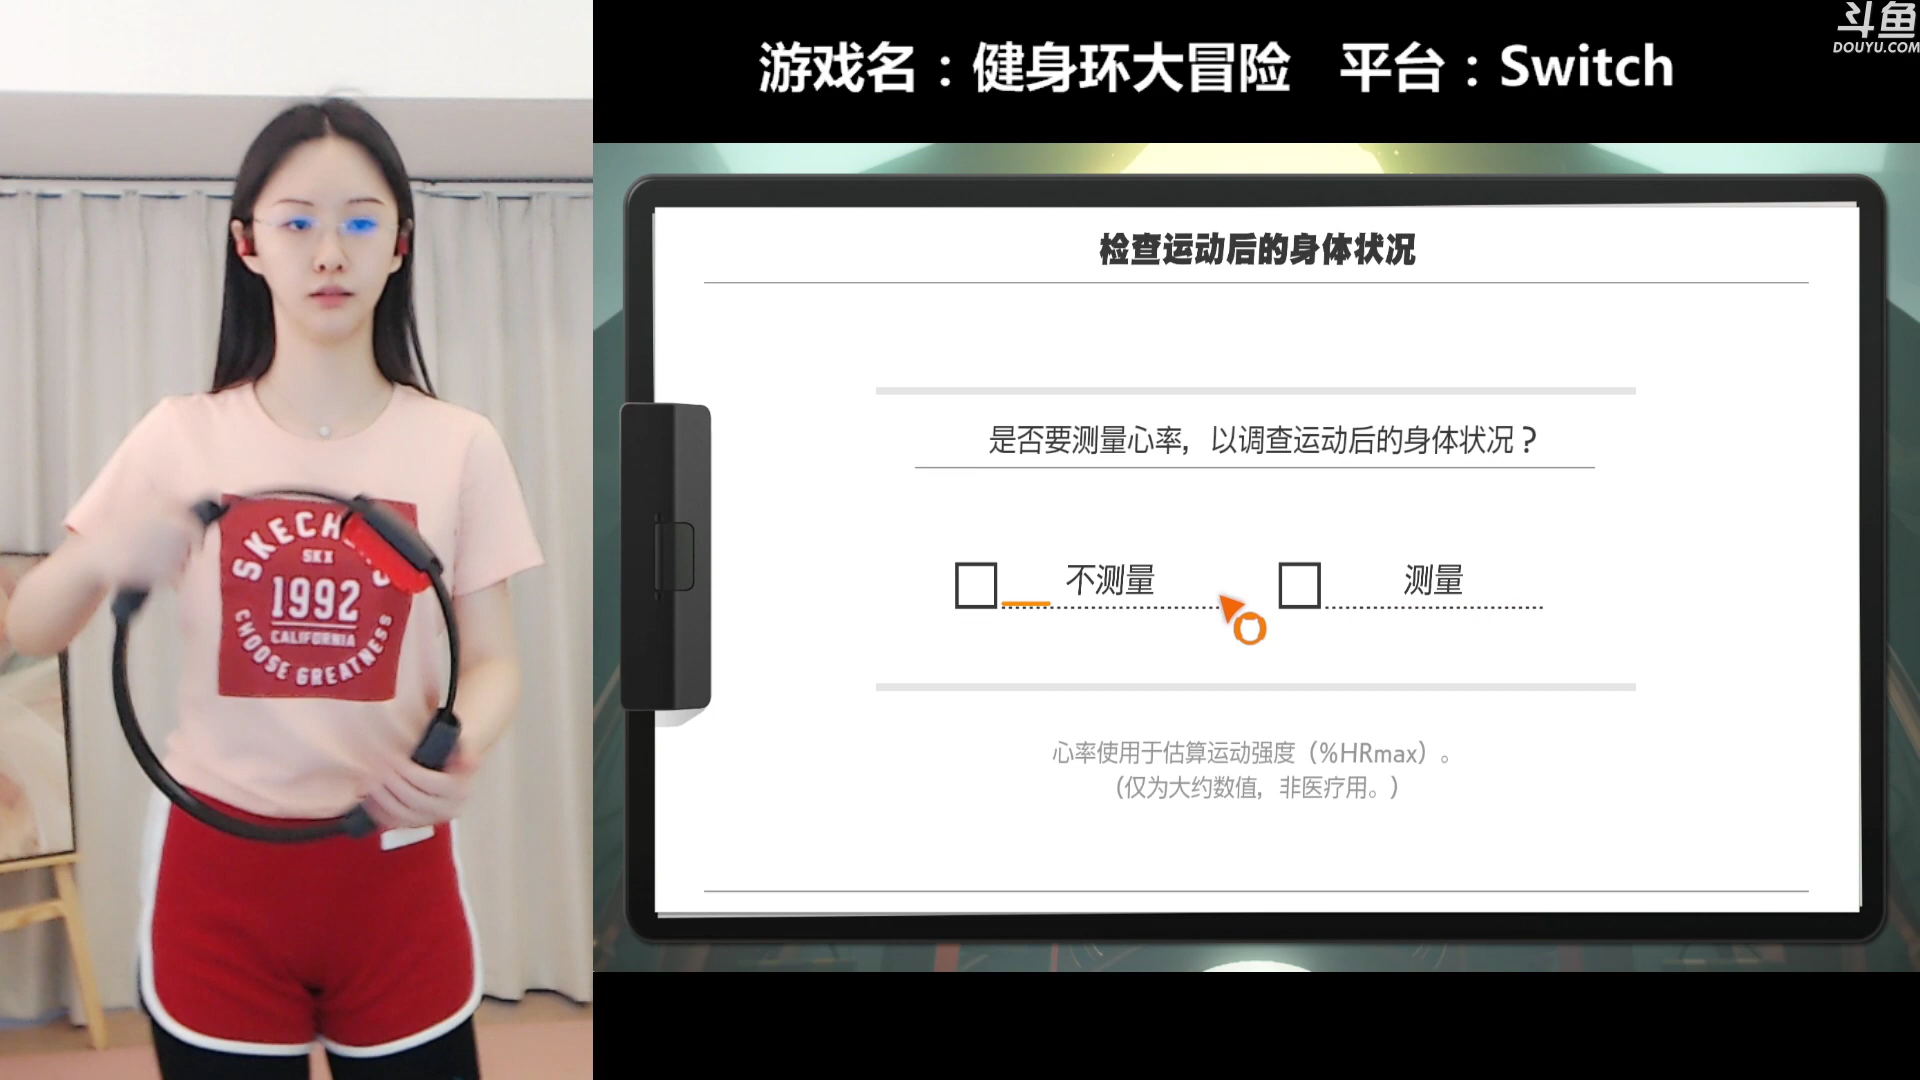 斗鱼
DOUYU.COM
游戏名：健身环大冒险 平台：Switch
检查运动后的身体状况
是否要测量心率，以调查运动后的身体状况？
不测量
测量
心率使用于估算运动强度（%HRmax）。
（仅为大约数值，非医疗用。）
SKI
1992
CALIFORNIA
CHOOSE GREATNESS